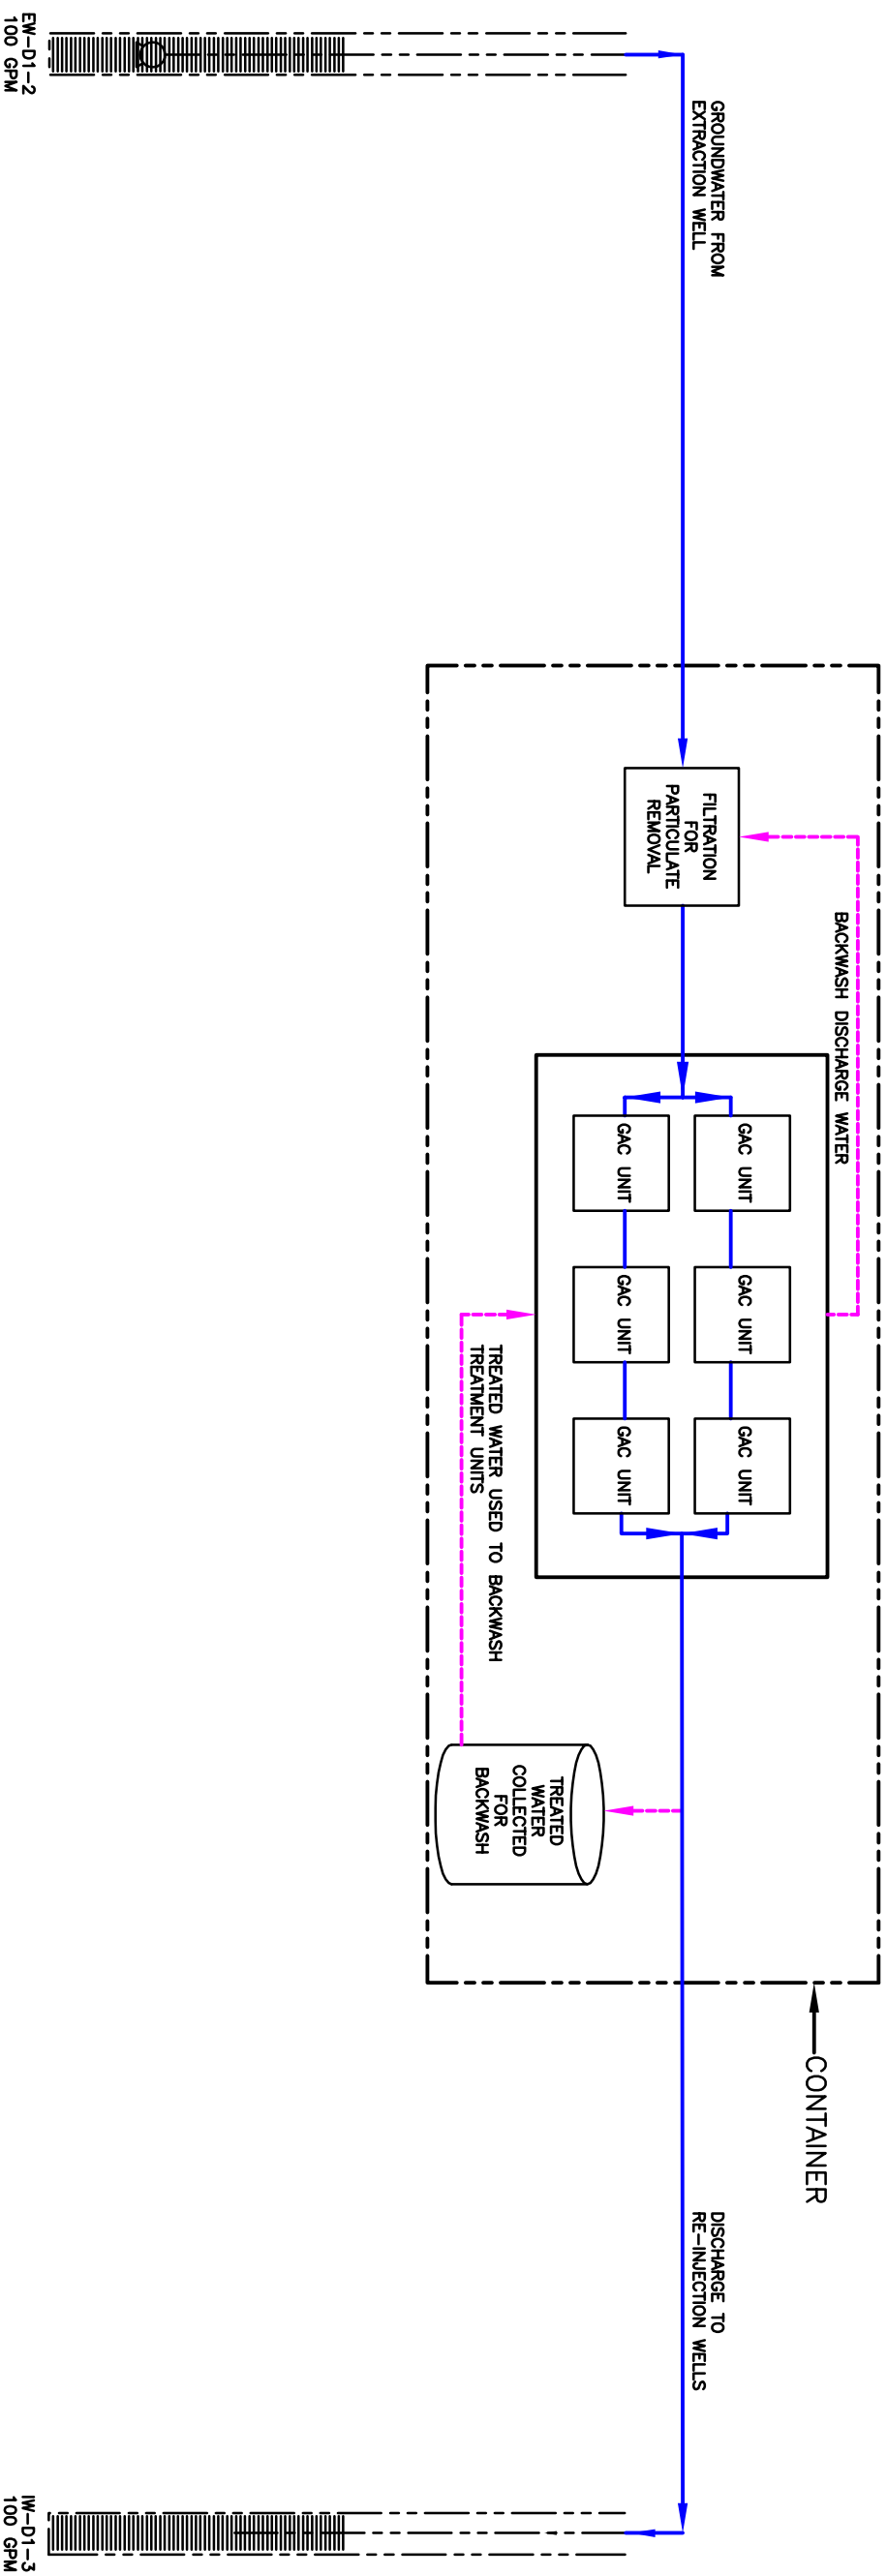 GROUNDWATER FROM
EXTRACTION WELL
EW-D1-2
100 GPM
FILTRATION
FOR
PARTICULATE
REMOVAL
BACKWASH DISCHARGE WATER
GAC UNIT
GAC UNIT
GAC UNIT
GAC UNIT
GAC UNIT
GAC UNIT
TREATED WATER USED TO BACKWASH
TREATMENT UNITS
TREATED
WATER
COLLECTED
FOR
BACKWASH
CONTAINER
DISCHARGE TO
RE-INJECTION WELLS
IW-D1-3
100 GPM